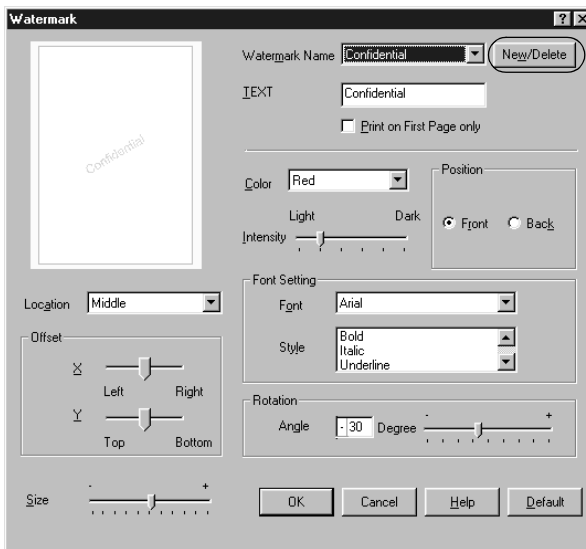 Watermark
Confidential
Watermark Name Confidential New/Delete
TEXT Confidential
Print on First Page only
Color Red
Light Dark
Intensity
Position
Front Back
Location Middle
Offset
X
Left Right
Y
Top Bottom
Font Setting
Font Arial
Style Bold
Italic
Underline
Rotation
Angle - 30 Degree - +
Size - +
OK Cancel Help Default